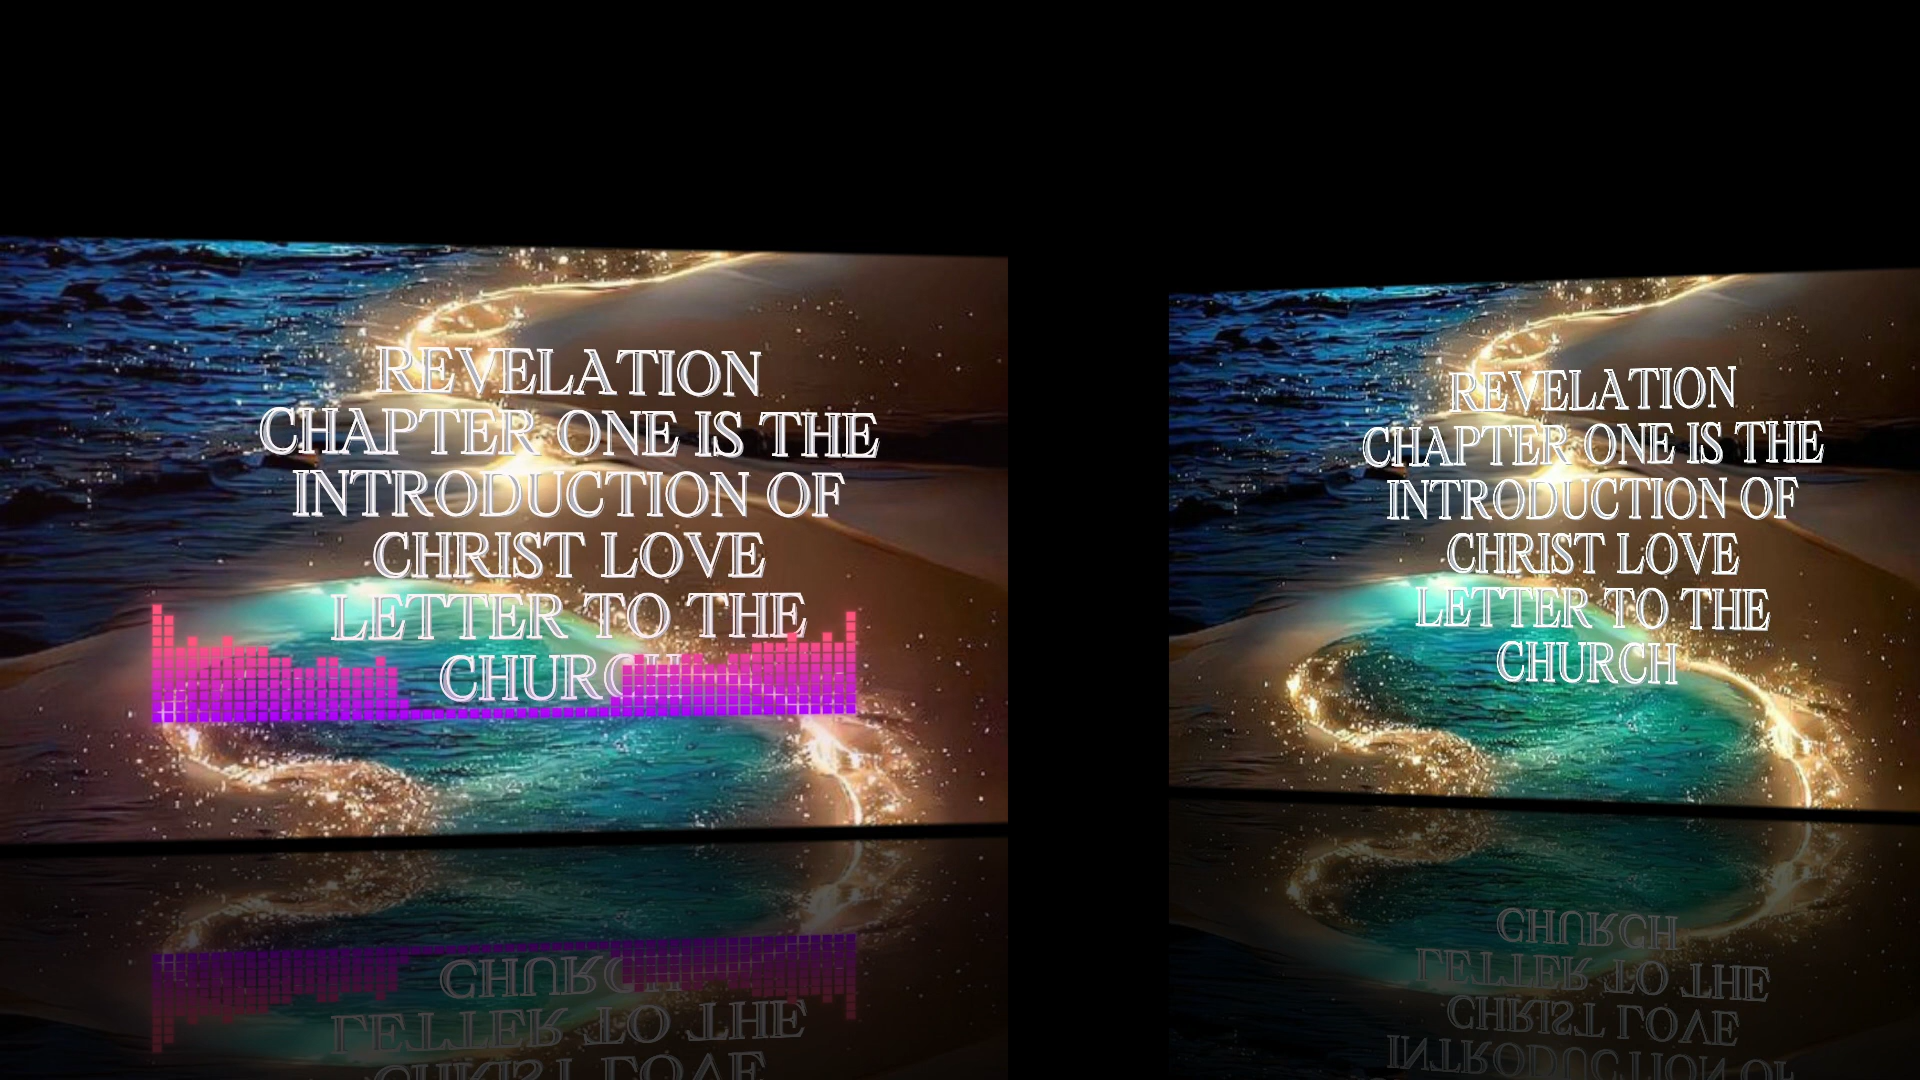 REVELATION
CHAPTER ONE IS THE
INTRODUCTION OF
CHRIST LOVE
LETTER TO THE
CHURCH
REVELATION
CHAPTER ONE IS THE
INTRODUCTION OF
CHRIST LOVE
LETTER TO THE
CHURCH